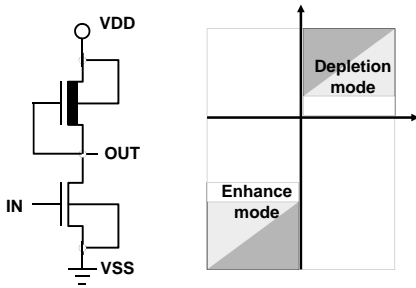 VDD
OUT
IN
VSS
Depletion
mode
Enhance
mode